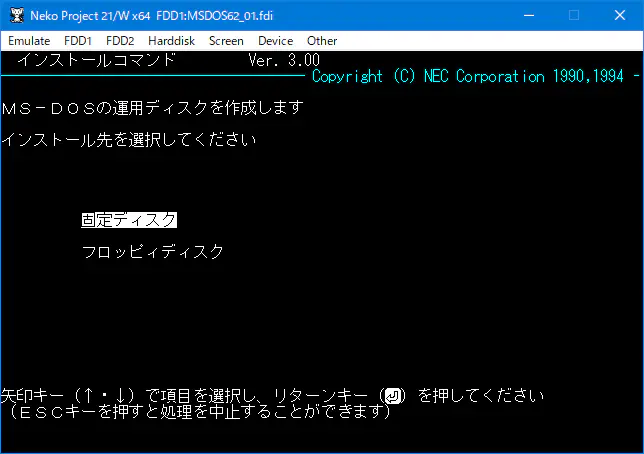 Neko Project 21/W x64 FDD1:MSDOS62_01.fdi
Emulate FDD1 FDD2 Harddisk Screen Device Other
インストールコマンド Ver. 3.00
Copyright (C) NEC Corporation 1990,1994
MS-DOSの運用ディスクを作成します
インストール先を選択してください
固定ディスク
フロッピィディスク
矢印キー(↑・↓)で項目を選択し、リターンキー(↵)を押してください
(ESCキーを押すと処理を中止することができます)